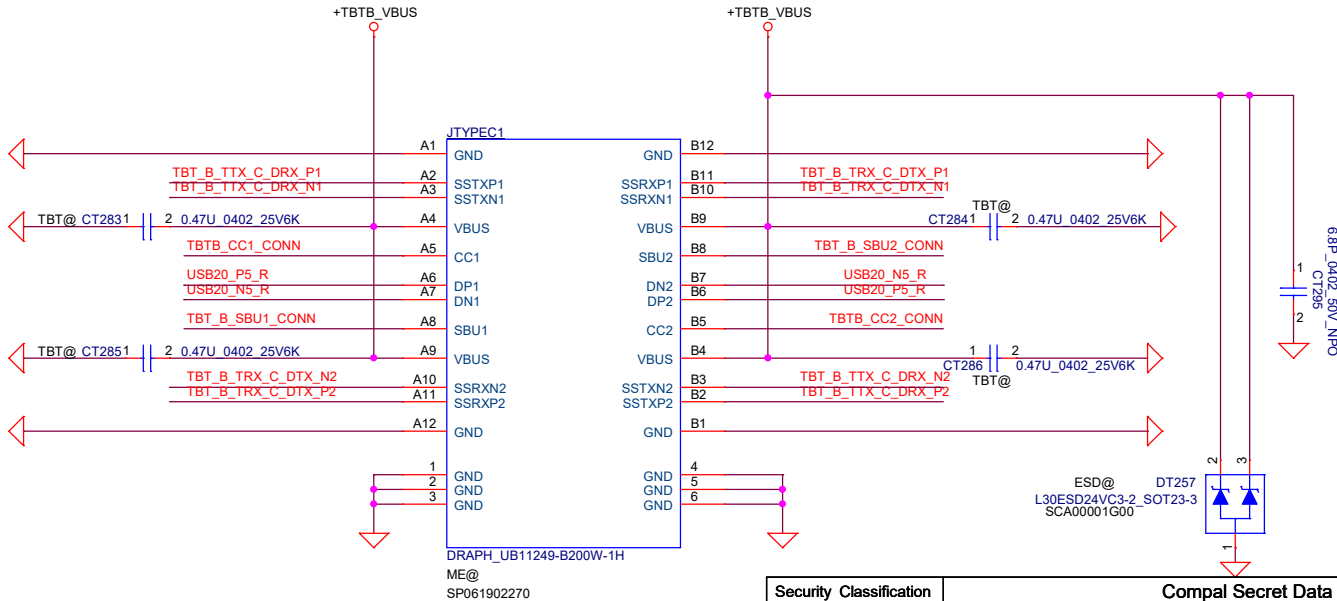 +TBTB_VBUS
+TBTB_VBUS
JTYPEC1
A1 GND GND B12
TBT_B_TTX_C_DRX_P1 A2 SSTXP1 SSRXP1 B11 TBT_B_TRX_C_DTX_P1
TBT_B_TTX_C_DRX_N1 A3 SSTXN1 SSRXN1 B10 TBT_B_TRX_C_DTX_N1
TBT@ CT283 1 2 0.47U_0402_25V6K A4 VBUS VBUS B9 CT284 1 TBT@ 2 0.47U_0402_25V6K
TBTB_CC1_CONN A5 CC1 SBU2 B8 TBT_B_SBU2_CONN
USB20_P5_R A6 DP1 DN2 B7 USB20_N5_R
USB20_N5_R A7 DN1 DP2 B6 USB20_P5_R
TBT_B_SBU1_CONN A8 SBU1 CC2 B5 TBTB_CC2_CONN
TBT@ CT285 1 2 0.47U_0402_25V6K A9 VBUS VBUS B4 CT286 1 TBT@ 2 0.47U_0402_25V6K
TBT_B_TRX_C_DTX_N2 A10 SSRXN2 SSTXN2 B3 TBT_B_TTX_C_DRX_N2
TBT_B_TRX_C_DTX_P2 A11 SSRXP2 SSTXP2 B2 TBT_B_TTX_C_DRX_P2
A12 GND GND B1
1 GND GND 4
2 GND GND 5
3 GND GND 6
DRAPH_UB11249-B200W-1H
ME@
SP061902270
1
2
CT295
6.8P_0402_50V_NPO
2 3
ESD@ DT257
L30ESD24VC3-2_SOT23-3
SCA00001G00
1
Security Classification Compal Secret Data